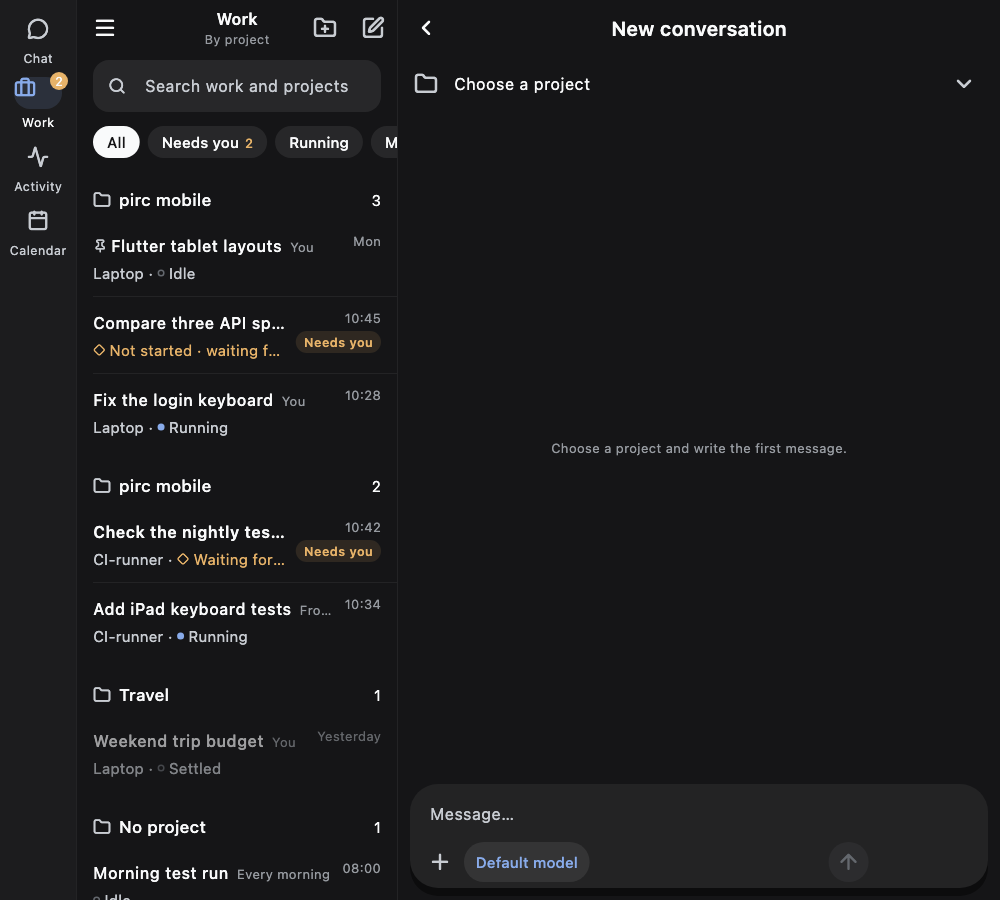 Chat
2
Work
Activity
Calendar
Work
By project
Search work and projects
All
Needs you 2
Running
M
pirc mobile 3
Flutter tablet layouts You Mon
Laptop · Idle
Compare three API sp... 10:45
Not started · waiting f... Needs you
Fix the login keyboard You 10:28
Laptop · Running
pirc mobile 2
Check the nightly tes... 10:42
CI-runner · Waiting for... Needs you
Add iPad keyboard tests Fro... 10:34
CI-runner · Running
Travel 1
Weekend trip budget You Yesterday
Laptop · Settled
No project 1
Morning test run Every morning 08:00
Idle
New conversation
Choose a project
Choose a project and write the first message.
Message...
Default model